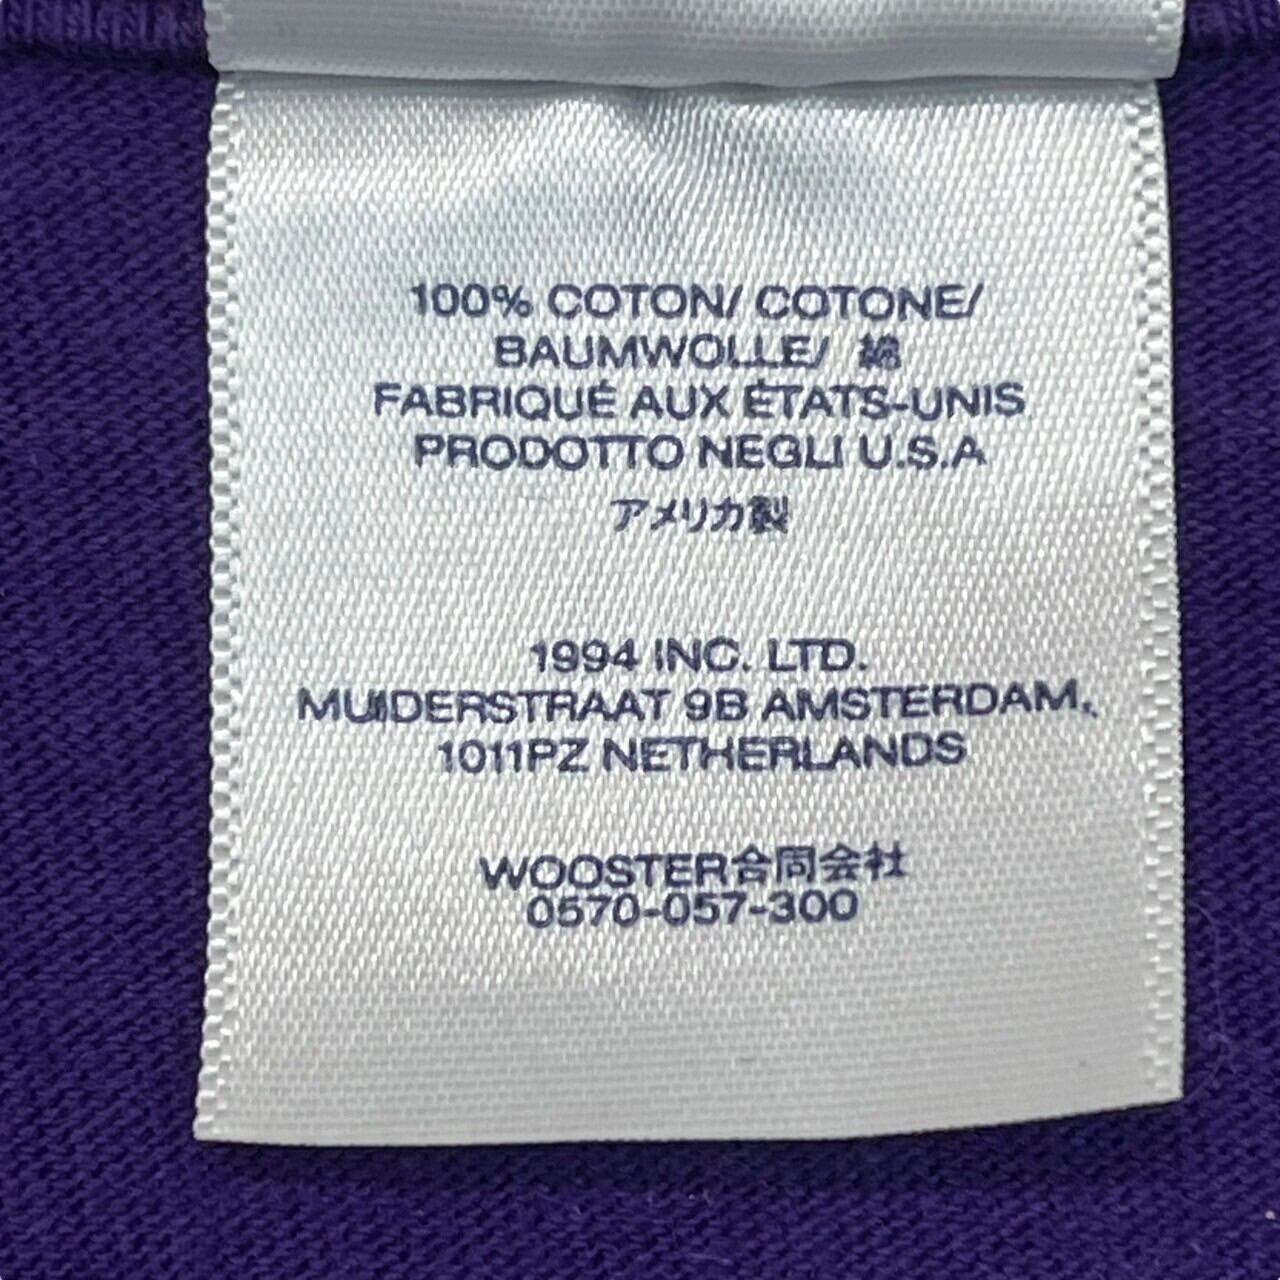 100% COTON/ COTONE/
BAUMWOLLE/ 綿
FABRIQUÉ AUX ÉTATS-UNIS
PRODOTTO NEGLI U.S.A
アメリカ製
1994 INC. LTD.
MUIDERSTRAAT 9B AMSTERDAM,
1011PZ NETHERLANDS
WOOSTER合同会社
0570-057-300